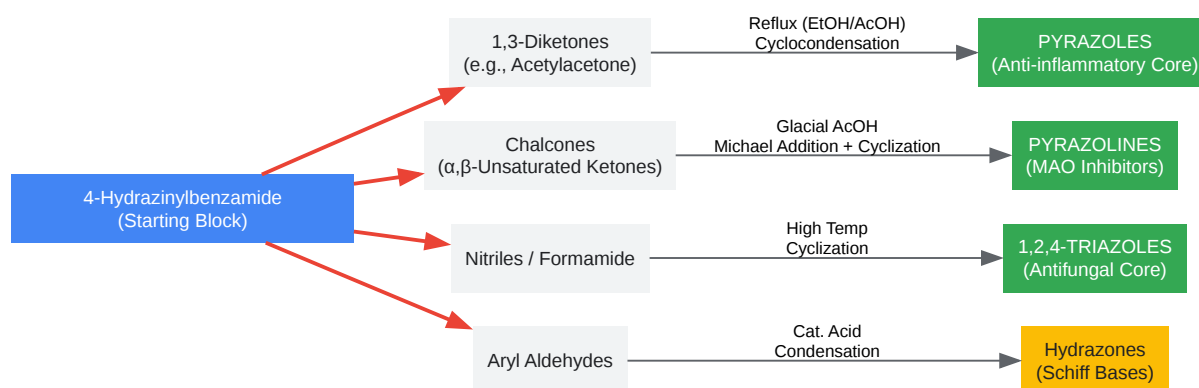 4-Hydrazinylbenzamide
(Starting Block)
1,3-Diketones
(e.g., Acetylacetone)
Reflux (EtOH/AcOH)
Cyclocondensation
PYRAZOLES
(Anti-inflammatory Core)
Chalcones
(α,β-Unsaturated Ketones)
Glacial AcOH
Michael Addition + Cyclization
PYRAZOLINES
(MAO Inhibitors)
Nitriles / Formamide
High Temp
Cyclization
1,2,4-TRIAZOLES
(Antifungal Core)
Aryl Aldehydes
Cat. Acid
Condensation
Hydrazones
(Schiff Bases)